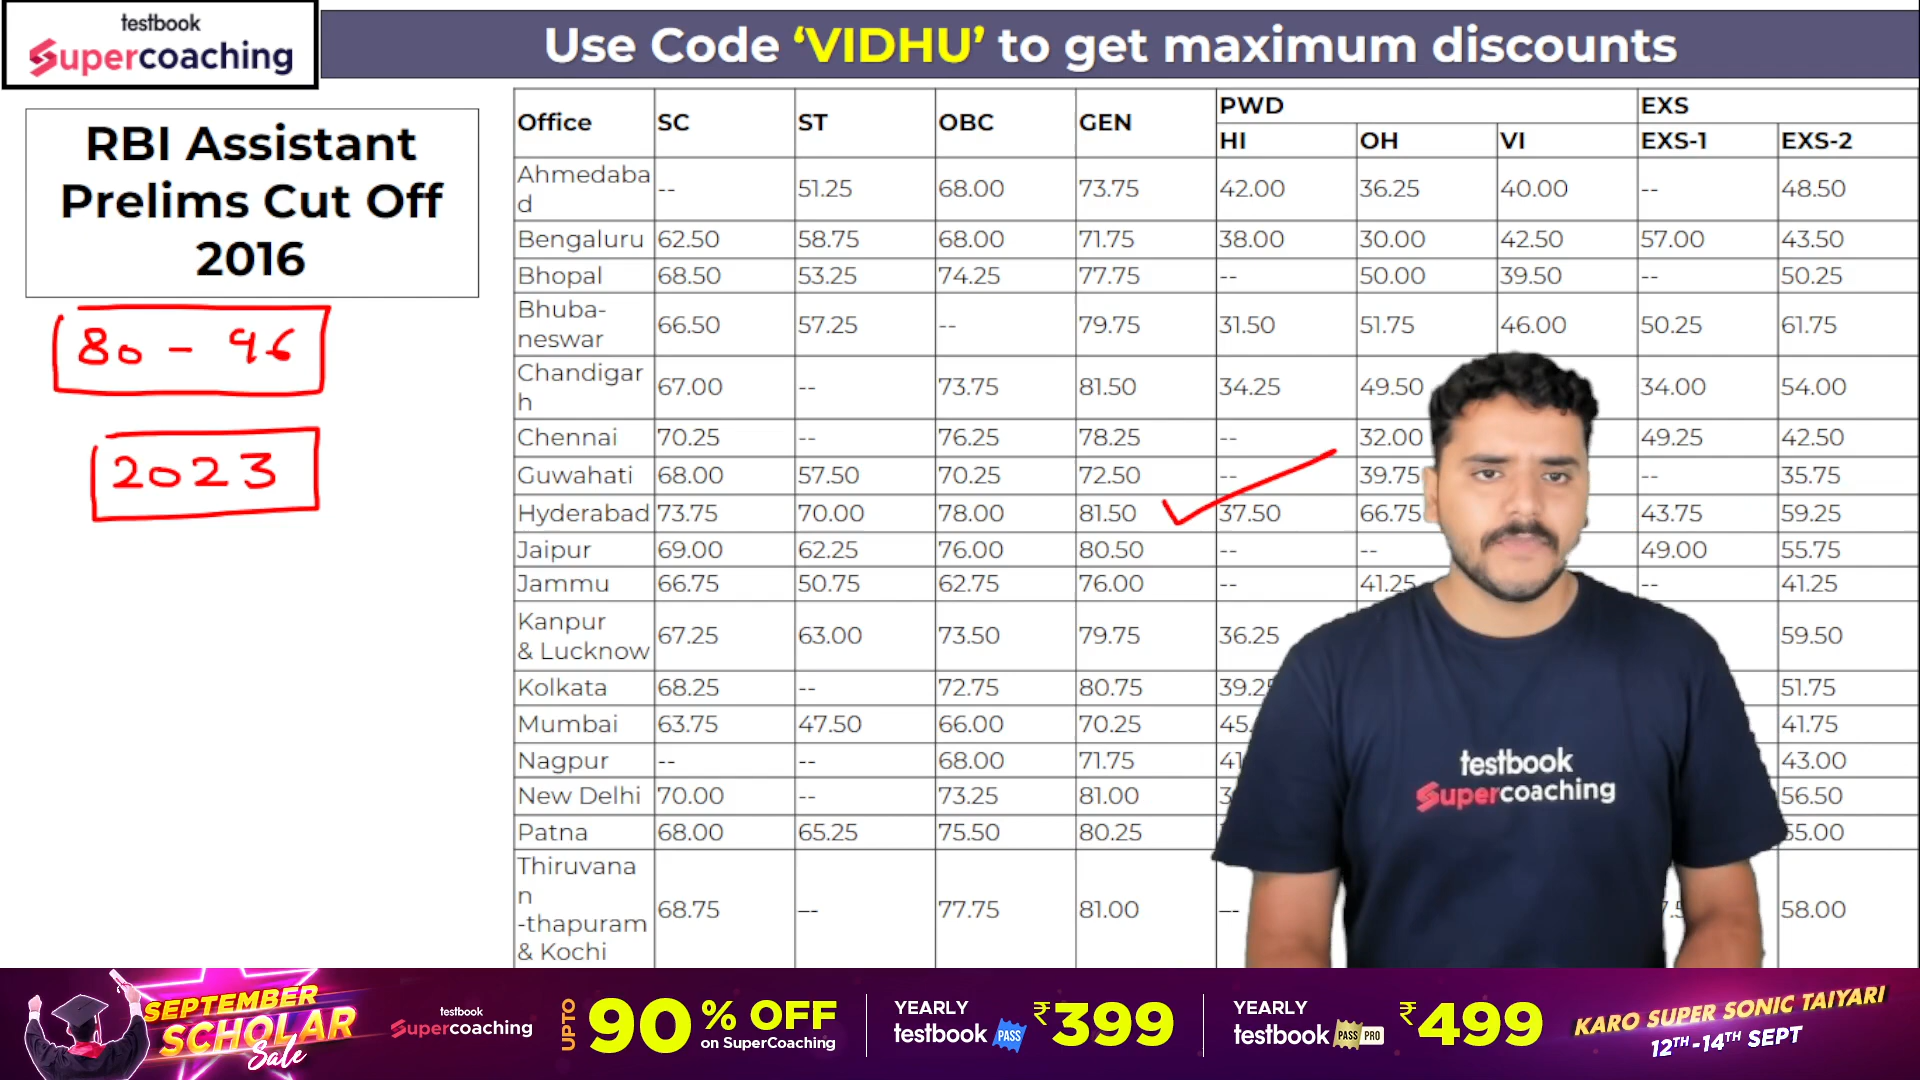 testbook
Supercoaching
Use Code ‘VIDHU’ to get maximum discounts
RBI Assistant
Prelims Cut Off
2016
80 - 96
2023
Office SC ST OBC GEN PWD EXS
HI OH VI EXS-1 EXS-2
Ahmedaba
d -- 51.25 68.00 73.75 42.00 36.25 40.00 -- 48.50
Bengaluru 62.50 58.75 68.00 71.75 38.00 30.00 42.50 57.00 43.50
Bhopal 68.50 53.25 74.25 77.75 -- 50.00 39.50 -- 50.25
Bhuba-
neswar 66.50 57.25 -- 79.75 31.50 51.75 46.00 50.25 61.75
Chandigar
h 67.00 -- 73.75 81.50 34.25 49.50 34.00 54.00
Chennai 70.25 -- 76.25 78.25 -- 32.00 49.25 42.50
Guwahati 68.00 57.50 70.25 72.50 -- 39.75 -- 35.75
Hyderabad 73.75 70.00 78.00 81.50 37.50 66.75 43.75 59.25
Jaipur 69.00 62.25 76.00 80.50 -- -- 49.00 55.75
Jammu 66.75 50.75 62.75 76.00 -- 41.25 -- 41.25
Kanpur
& Lucknow 67.25 63.00 73.50 79.75 36.25 59.50
Kolkata 68.25 -- 72.75 80.75 39.25 51.75
Mumbai 63.75 47.50 66.00 70.25 45. 41.75
Nagpur -- -- 68.00 71.75 41 43.00
New Delhi 70.00 -- 73.25 81.00 3 56.50
Patna 68.00 65.25 75.50 80.25 55.00
Thiruvana
n
-thapuram
& Kochi 68.75 -- 77.75 81.00 -- 58.00
testbook
Supercoaching
SEPTEMBER
SCHOLAR
Sale
testbook
Supercoaching
UPTO 90% OFF
on SuperCoaching
YEARLY
testbook PASS ₹399
YEARLY
testbook PASS PRO ₹499
KARO SUPER SONIC TAIYARI
12TH-14TH SEPT